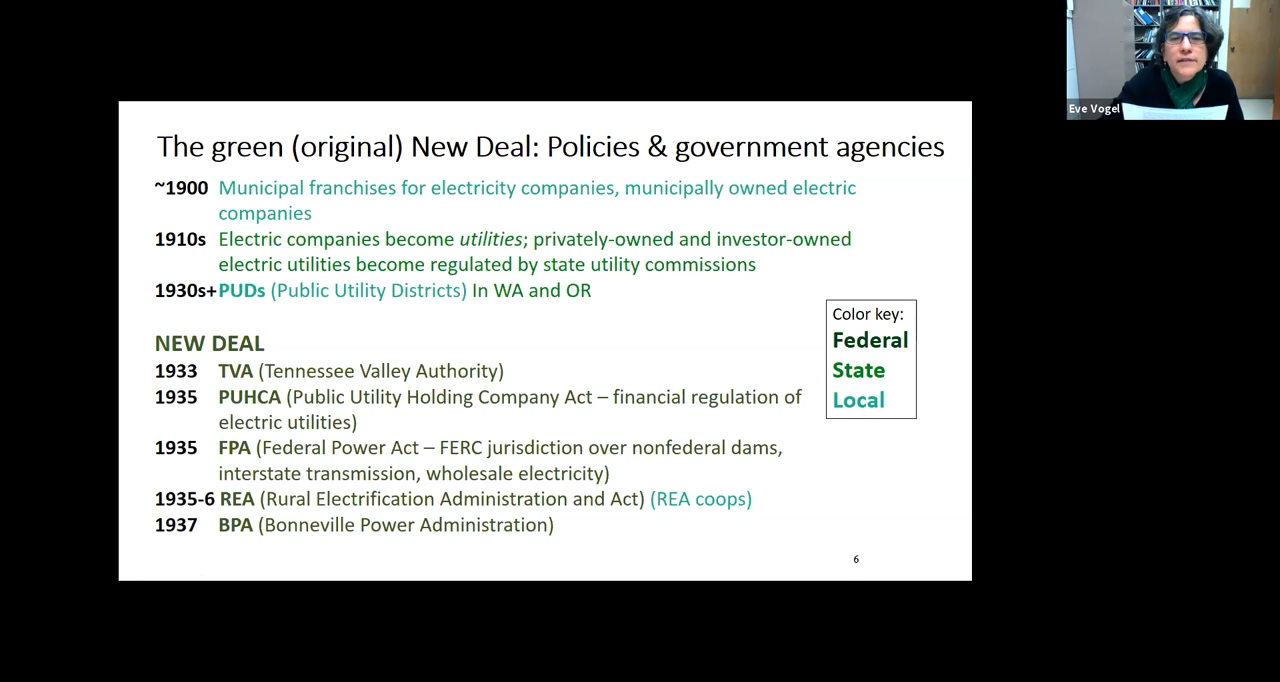 Eve Vogel
The green (original) New Deal: Policies & government agencies
~1900 Municipal franchises for electricity companies, municipally owned electric
companies
1910s Electric companies become utilities; privately-owned and investor-owned
electric utilities become regulated by state utility commissions
1930s+ PUDs (Public Utility Districts) In WA and OR
Color key:
Federal
State
Local
NEW DEAL
1933 TVA (Tennessee Valley Authority)
1935 PUHCA (Public Utility Holding Company Act – financial regulation of
electric utilities)
1935 FPA (Federal Power Act – FERC jurisdiction over nonfederal dams,
interstate transmission, wholesale electricity)
1935-6 REA (Rural Electrification Administration and Act) (REA coops)
1937 BPA (Bonneville Power Administration)
6